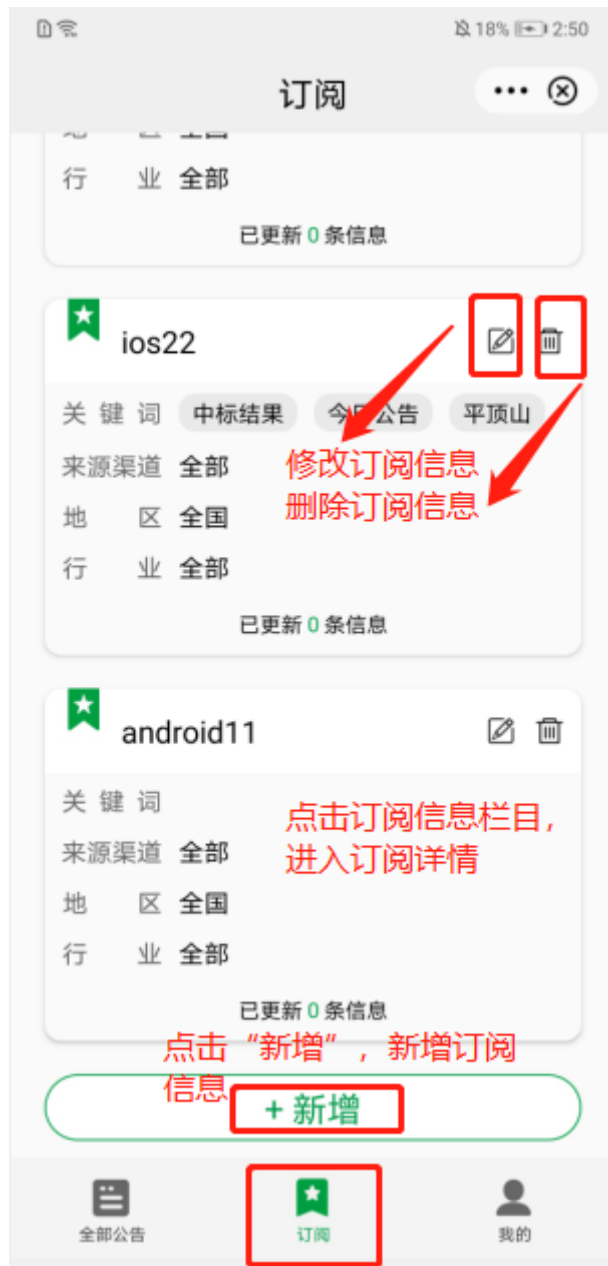 18% 2:50
订阅
地 区 全国
行 业 全部
已更新 0 条信息
ios22
关 键 词 中标结果 今日公告 平顶山
来源渠道 全部
修改订阅信息
地 区 全国
删除订阅信息
行 业 全部
已更新 0 条信息
android11
关 键 词
点击订阅信息栏目，
来源渠道 全部
进入订阅详情
地 区 全国
行 业 全部
已更新 0 条信息
点击“新增”，新增订阅
信息
+ 新增
全部公告 订阅 我的